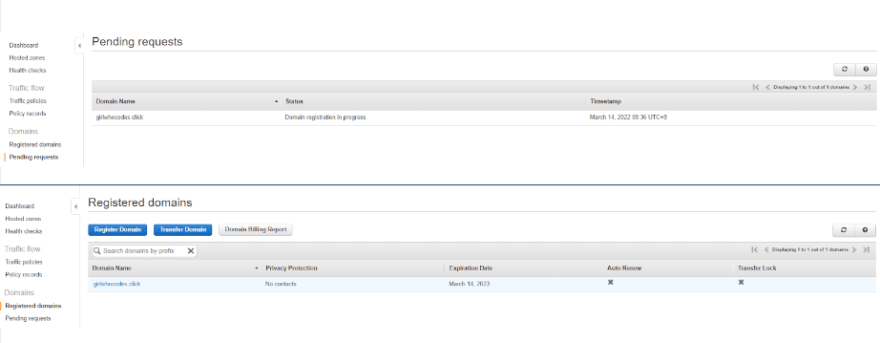 Pending requests
Dashboard
Hosted zones
Health checks
Traffic flow
Traffic policies
Policy records
Domains
Registered domains
Pending requests
Displaying 1 to 1 out of 1 domains
Domain Name Status Timestamp
girlwhocodes.click Domain registration in progress March 14, 2022 08:36 UTC+8
Registered domains
Dashboard
Hosted zones
Health checks
Traffic flow
Traffic policies
Policy records
Domains
Registered domains
Pending requests
Register Domain Transfer Domain Domain Billing Report
Search domains by prefix
Displaying 1 to 1 out of 1 domains
Domain Name Privacy Protection Expiration Date Auto Renew Transfer Lock
girlwhocodes.click No contacts March 14, 2023